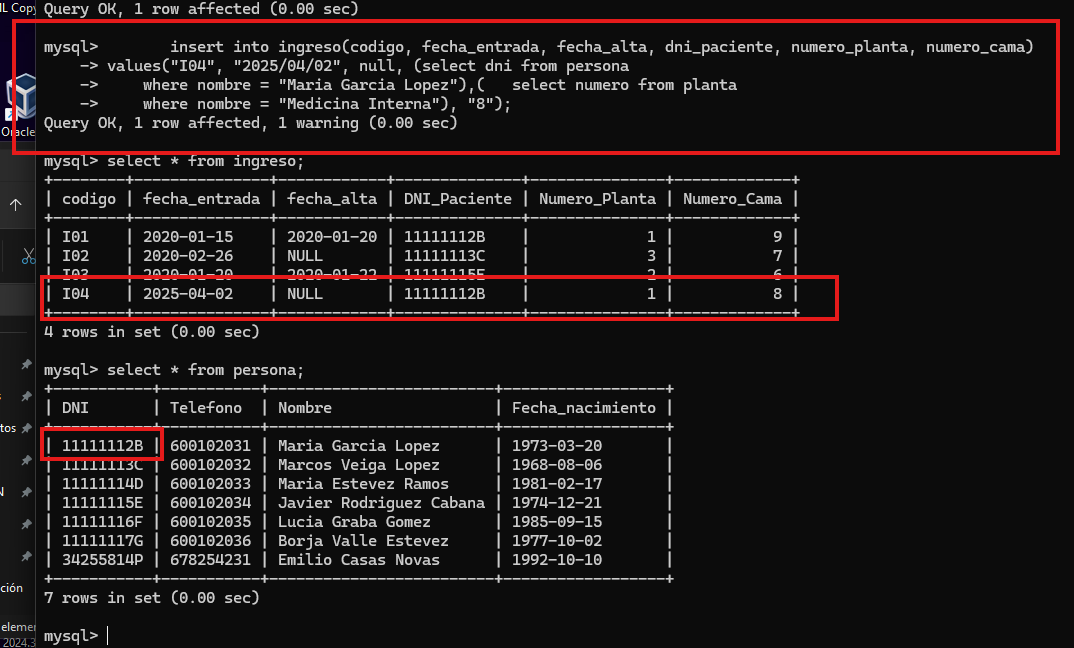 Query OK, 1 row affected (0.00 sec)
mysql>        insert into ingreso(codigo, fecha_entrada, fecha_alta, dni_paciente, numero_planta, numero_cama)
    -> values("I04", "2025/04/02", null, (select dni from persona
    ->     where nombre = "Maria Garcia Lopez"),(   select numero from planta
    ->     where nombre = "Medicina Interna"), "8");
Query OK, 1 row affected, 1 warning (0.00 sec)
Oracle
mysql> select * from ingreso;
| codigo | fecha_entrada | fecha_alta | DNI_Paciente | Numero_Planta | Numero_Cama |
| I01    | 2020-01-15    | 2020-01-20 | 11111112B    |             1 |           9 |
| I02    | 2020-02-26    | NULL       | 11111113C    |             3 |           7 |
| I03    | 2020-01-20    | 2020-01-22 | 11111115E    |             2 |           6 |
| I04    | 2025-04-02    | NULL       | 11111112B    |             1 |           8 |
4 rows in set (0.00 sec)
mysql> select * from persona;
| DNI       | Telefono  | Nombre                 | Fecha_nacimiento |
| 11111112B | 600102031 | Maria Garcia Lopez     | 1973-03-20       |
| 11111113C | 600102032 | Marcos Veiga Lopez     | 1968-08-06       |
| 11111114D | 600102033 | Maria Estevez Ramos    | 1981-02-17       |
| 11111115E | 600102034 | Javier Rodriguez Cabana | 1974-12-21       |
| 11111116F | 600102035 | Lucia Graba Gomez      | 1985-09-15       |
| 11111117G | 600102036 | Borja Valle Estevez    | 1977-10-02       |
| 34255814P | 678254231 | Emilio Casas Novas     | 1992-10-10       |
7 rows in set (0.00 sec)
mysql>